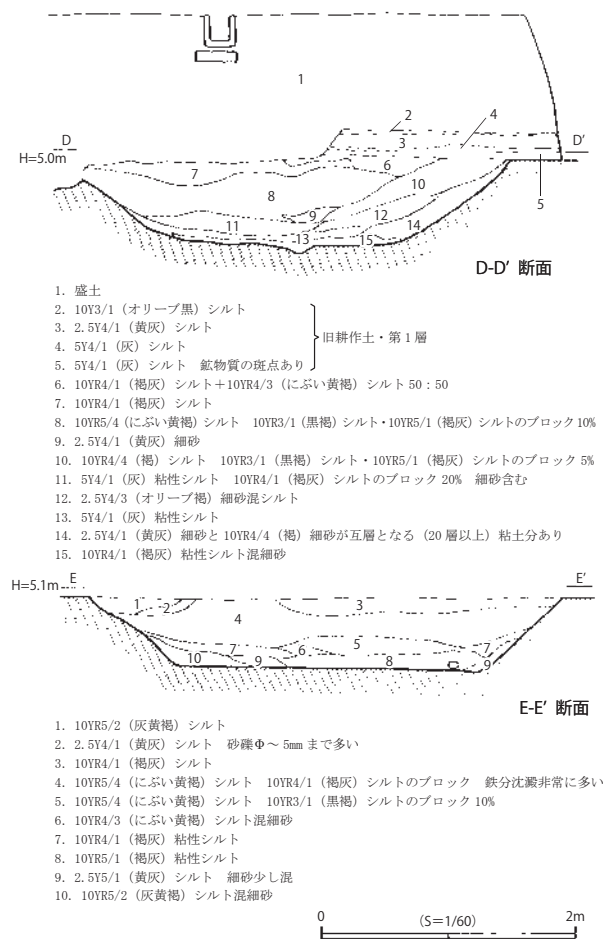 1
2
3
4
D
D'
H=5.0m
7
6
10
5
8
9
12
11
13
15
14
D-D' 断面
1. 盛土
2. 10Y3/1（オリーブ黒）シルト
3. 2.5Y4/1（黄灰）シルト
4. 5Y4/1（灰）シルト
5. 5Y4/1（灰）シルト 鉱物質の斑点あり
旧耕作土・第1層
6. 10YR4/1（褐灰）シルト＋10YR4/3（にぶい黄褐）シルト 50：50
7. 10YR4/1（褐灰）シルト
8. 10YR5/4（にぶい黄褐）シルト 10YR3/1（黒褐）シルト・10YR5/1（褐灰）シルトのブロック 10%
9. 2.5Y4/1（黄灰）細砂
10. 10YR4/4（褐）シルト 10YR3/1（黒褐）シルト・10YR5/1（褐灰）シルトのブロック 5%
11. 5Y4/1（灰）粘性シルト 10YR4/1（褐灰）シルトのブロック 20% 細砂含む
12. 2.5Y4/3（オリーブ褐）細砂混シルト
13. 5Y4/1（灰）粘性シルト
14. 2.5Y4/1（黄灰）細砂と 10YR4/4（褐）細砂が互層となる（20 層以上）粘土分あり
15. 10YR4/1（褐灰）粘性シルト混細砂
E
E'
H=5.1m
1
2
3
4
5
7
6
7
10
9
8
9
E-E' 断面
1. 10YR5/2（灰黄褐）シルト
2. 2.5Y4/1（黄灰）シルト 砂礫Φ～ 5mm まで多い
3. 10YR4/1（褐灰）シルト
4. 10YR5/4（にぶい黄褐）シルト 10YR4/1（褐灰）シルトのブロック 鉄分沈澱非常に多い
5. 10YR5/4（にぶい黄褐）シルト 10YR3/1（黒褐）シルトのブロック 10%
6. 10YR4/3（にぶい黄褐）シルト混細砂
7. 10YR4/1（褐灰）粘性シルト
8. 10YR5/1（褐灰）粘性シルト
9. 2.5Y5/1（黄灰）シルト 細砂少し混
10. 10YR5/2（灰黄褐）シルト混細砂
0
(S=1/60)
2m